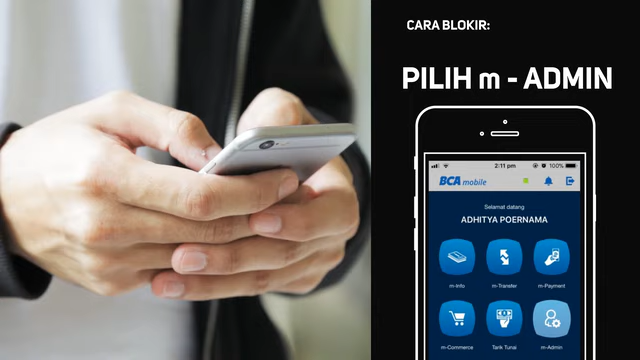 CARA BLOKIR:
PILIH m - ADMIN
2:11 pm
100%
BCA mobile
Selamat datang
ADHITYA POERNAMA
m-Info
m-Transfer
m-Payment
m-Commerce
Tarik Tunai
m-Admin